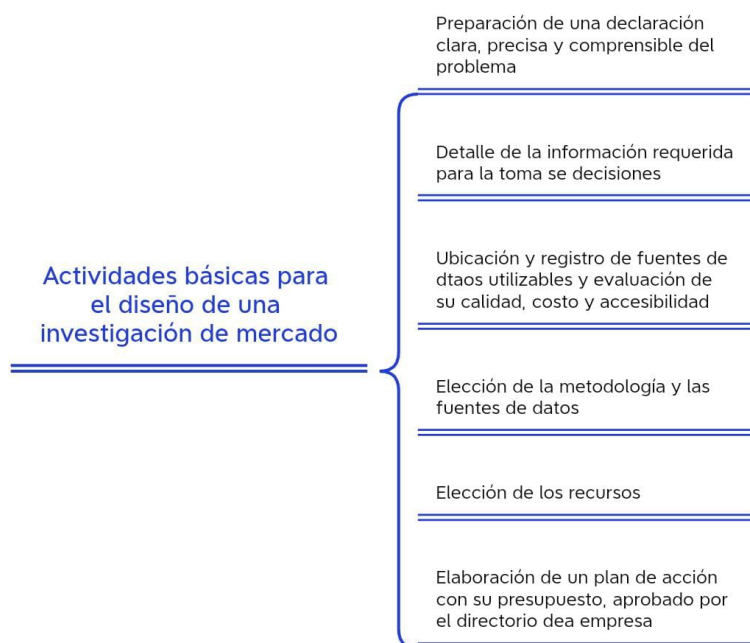 Actividades básicas para
el diseño de una
investigación de mercado
Preparación de una declaración
clara, precisa y comprensible del
problema
Detalle de la información requerida
para la toma se decisiones
Ubicación y registro de fuentes de
dtaos utilizables y evaluación de
su calidad, costo y accesibilidad
Elección de la metodología y las
fuentes de datos
Elección de los recursos
Elaboración de un plan de acción
con su presupuesto, aprobado por
el directorio dea empresa